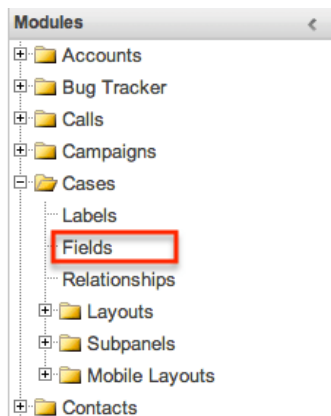 Modules
Accounts
Bug Tracker
Calls
Campaigns
Cases
Labels
Fields
Relationships
Layouts
Subpanels
Mobile Layouts
Contacts